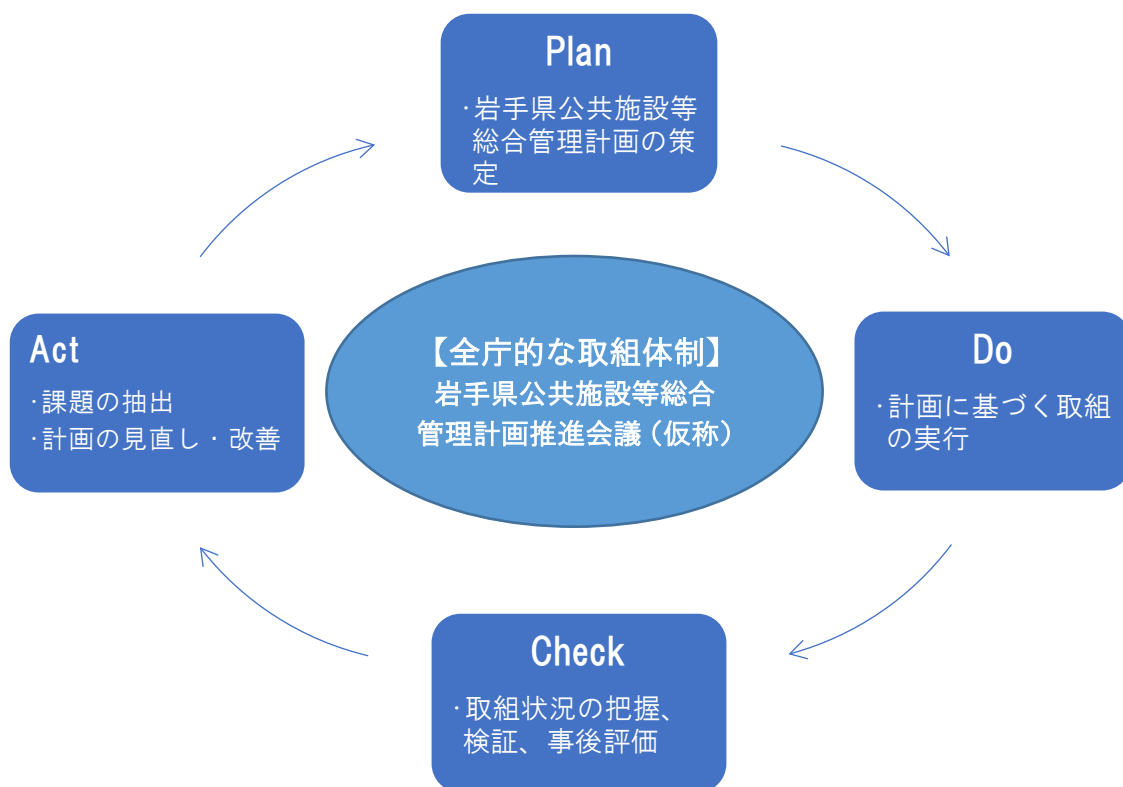 Plan
・岩手県公共施設等
総合管理計画の策
定
Act
・課題の抽出
・計画の見直し・改善
【全庁的な取組体制】
岩手県公共施設等総合
管理計画推進会議（仮称）
Do
・計画に基づく取組
の実行
Check
・取組状況の把握、
検証、事後評価